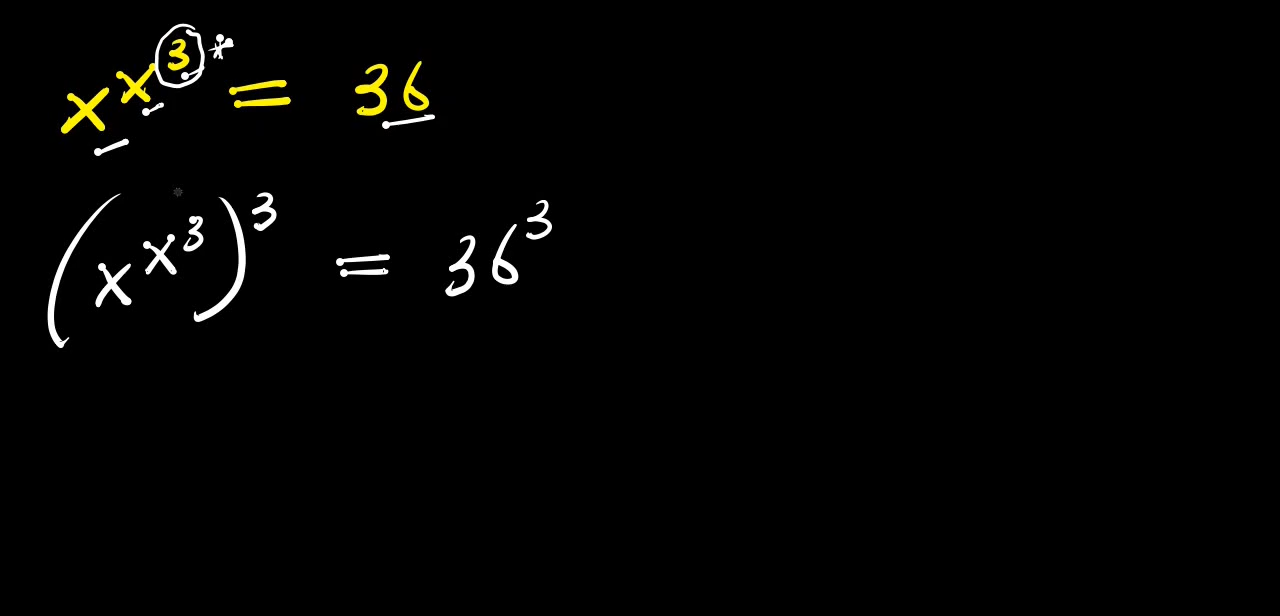 x^{x^{3}} * = 36
(x^{x^{3}})^{3} = 36^{3}